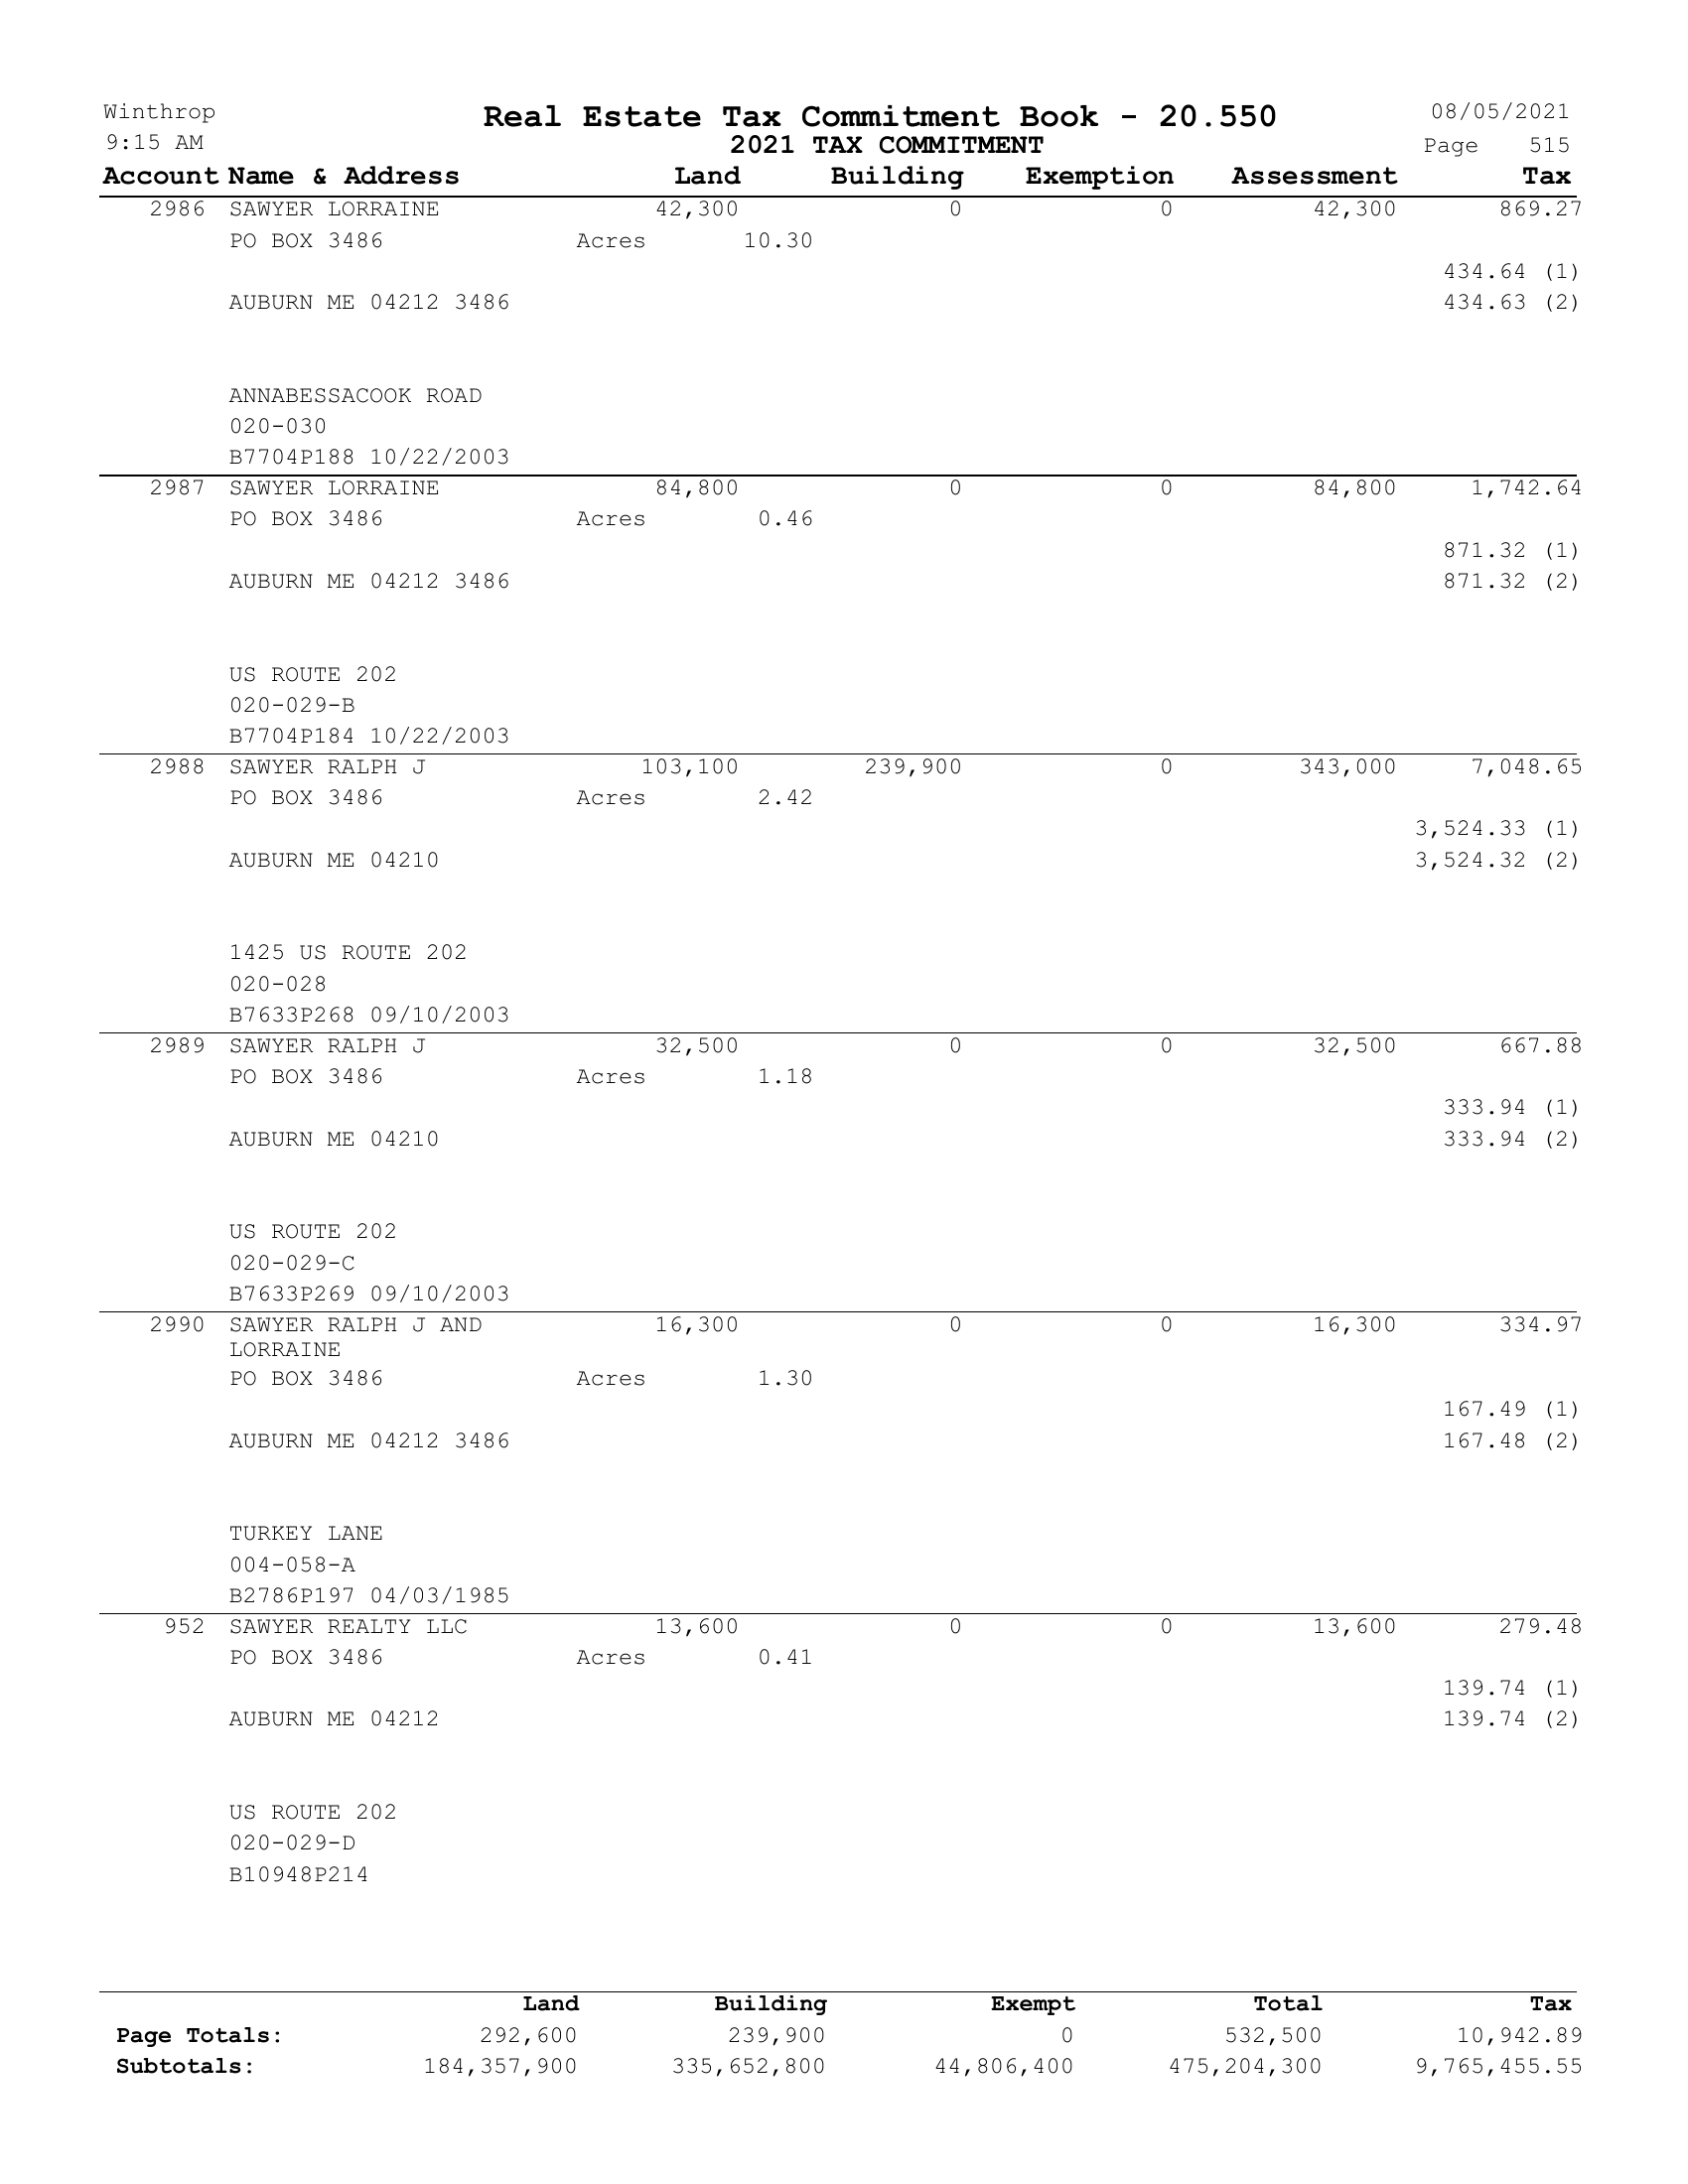 Winthrop Real Estate Tax Commitment Book - 20.550 08/05/2021
9:15 AM 2021 TAX COMMITMENT Page 515
Account Name & Address Land Building Exemption Assessment Tax
2986 SAWYER LORRAINE 42,300 0 0 42,300 869.27
PO BOX 3486 Acres 10.30
434.64 (1)
AUBURN ME 04212 3486 434.63 (2)
ANNABESSACOOK ROAD
020-030
B7704P188 10/22/2003
2987 SAWYER LORRAINE 84,800 0 0 84,800 1,742.64
PO BOX 3486 Acres 0.46
871.32 (1)
AUBURN ME 04212 3486 871.32 (2)
US ROUTE 202
020-029-B
B7704P184 10/22/2003
2988 SAWYER RALPH J 103,100 239,900 0 343,000 7,048.65
PO BOX 3486 Acres 2.42
3,524.33 (1)
AUBURN ME 04210 3,524.32 (2)
1425 US ROUTE 202
020-028
B7633P268 09/10/2003
2989 SAWYER RALPH J 32,500 0 0 32,500 667.88
PO BOX 3486 Acres 1.18
333.94 (1)
AUBURN ME 04210 333.94 (2)
US ROUTE 202
020-029-C
B7633P269 09/10/2003
2990 SAWYER RALPH J AND 16,300 0 0 16,300 334.97
LORRAINE
PO BOX 3486 Acres 1.30
167.49 (1)
AUBURN ME 04212 3486 167.48 (2)
TURKEY LANE
004-058-A
B2786P197 04/03/1985
952 SAWYER REALTY LLC 13,600 0 0 13,600 279.48
PO BOX 3486 Acres 0.41
139.74 (1)
AUBURN ME 04212 139.74 (2)
US ROUTE 202
020-029-D
B10948P214
Land Building Exempt Total Tax
Page Totals: 292,600 239,900 0 532,500 10,942.89
Subtotals: 184,357,900 335,652,800 44,806,400 475,204,300 9,765,455.55